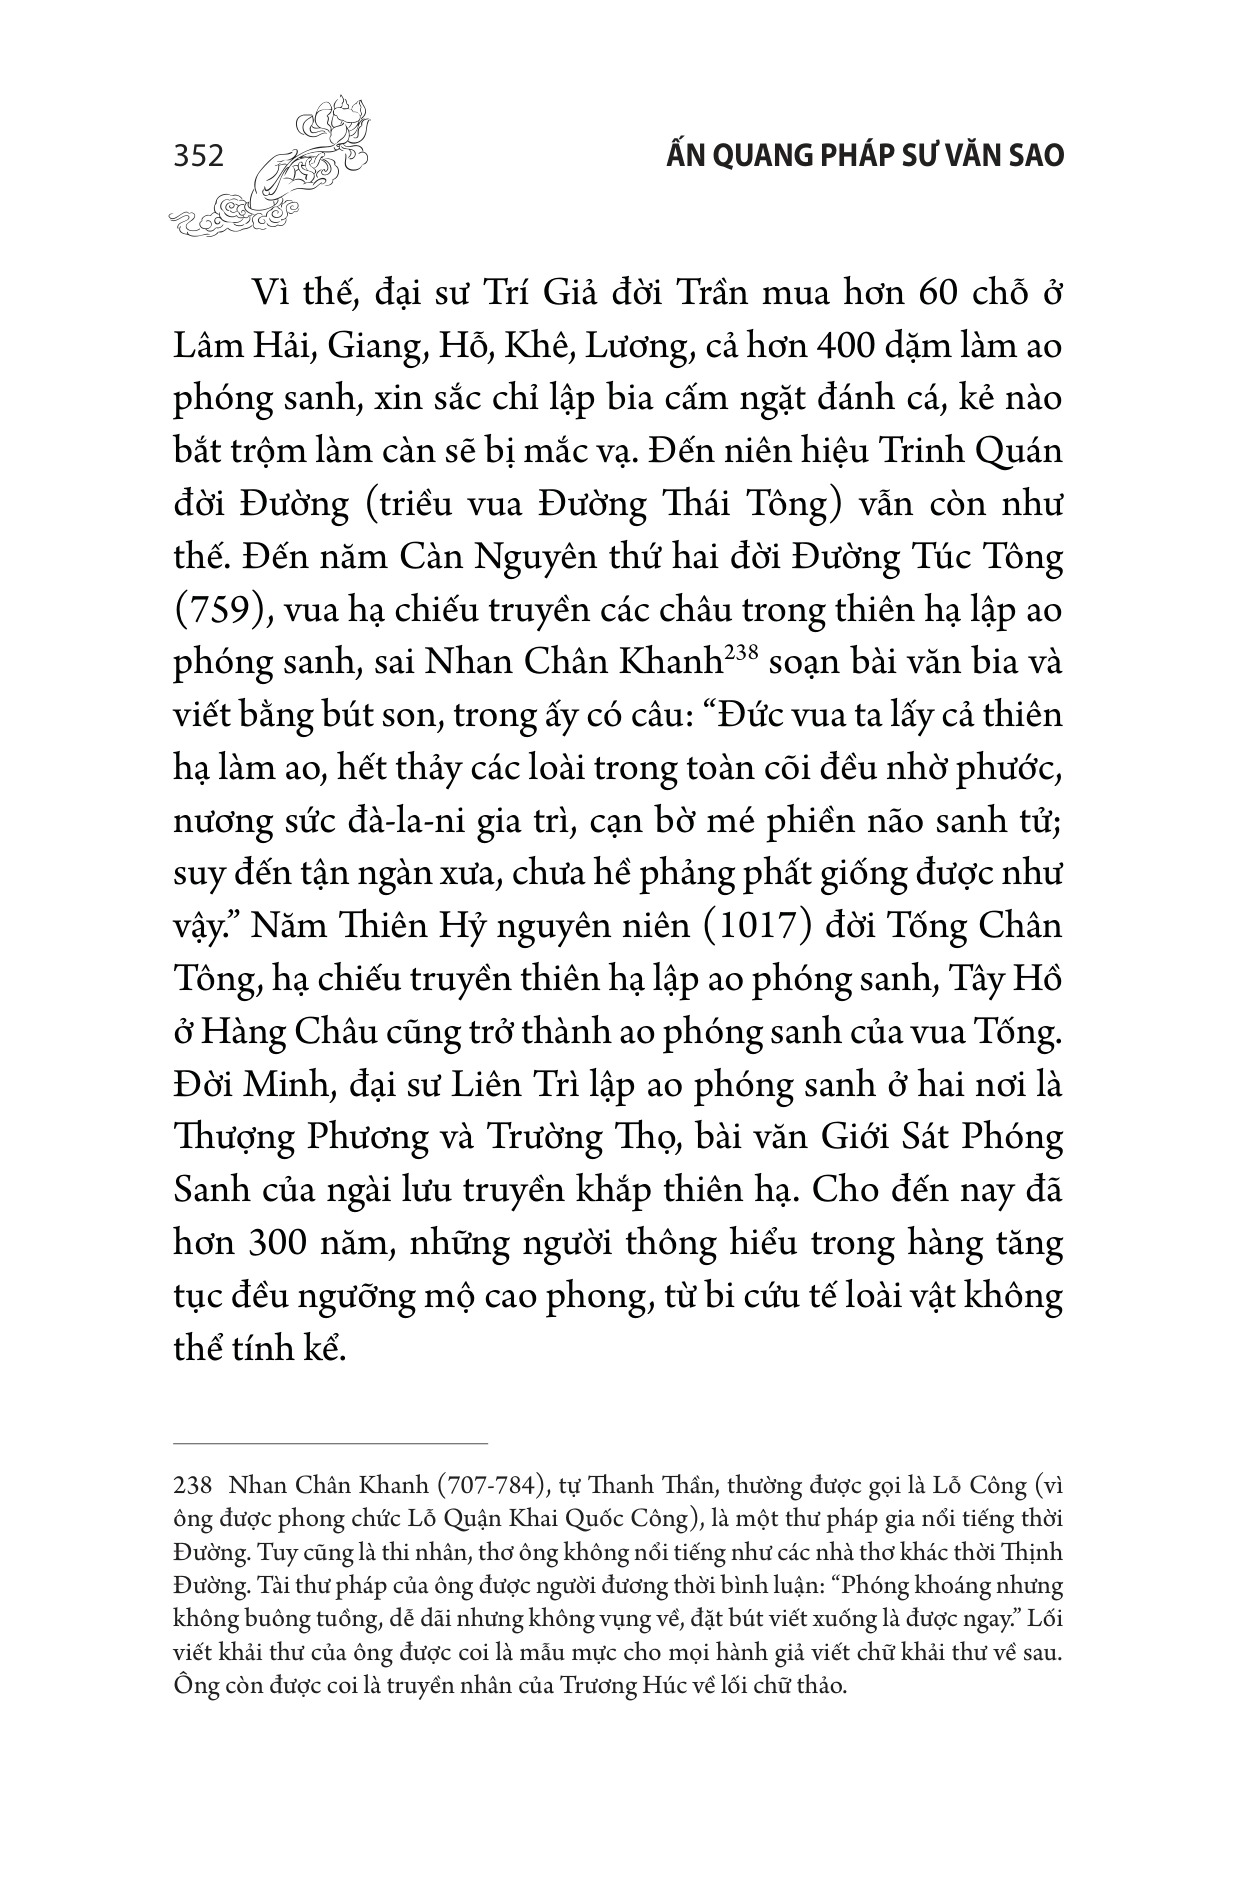 352
ẤN QUANG PHÁP SƯ VĂN SAO
Vì thế, đại sư Trí Giả đời Trần mua hơn 60 chỗ ở
Lâm Hải, Giang, Hỗ, Khê, Lương, cả hơn 400 dặm làm ao
phóng sanh, xin sắc chỉ lập bia cấm ngặt đánh cá, kẻ nào
bắt trộm làm càn sẽ bị mắc vạ. Đến niên hiệu Trinh Quán
đời Đường (triều vua Đường Thái Tông) vẫn còn như
thế. Đến năm Càn Nguyên thứ hai đời Đường Túc Tông
(759), vua hạ chiếu truyền các châu trong thiên hạ lập ao
phóng sanh, sai Nhan Chân Khanh238 soạn bài văn bia và
viết bằng bút son, trong ấy có câu: “Đức vua ta lấy cả thiên
hạ làm ao, hết thảy các loài trong toàn cõi đều nhờ phước,
nương sức đà-la-ni gia trì, cạn bờ mé phiền não sanh tử;
suy đến tận ngàn xưa, chưa hề phảng phất giống được như
vậy.” Năm Thiên Hỷ nguyên niên (1017) đời Tống Chân
Tông, hạ chiếu truyền thiên hạ lập ao phóng sanh, Tây Hồ
ở Hàng Châu cũng trở thành ao phóng sanh của vua Tống.
Đời Minh, đại sư Liên Trì lập ao phóng sanh ở hai nơi là
Thượng Phương và Trường Thọ, bài văn Giới Sát Phóng
Sanh của ngài lưu truyền khắp thiên hạ. Cho đến nay đã
hơn 300 năm, những người thông hiểu trong hàng tăng
tục đều ngưỡng mộ cao phong, từ bi cứu tế loài vật không
thể tính kể.
238 Nhan Chân Khanh (707-784), tự Thanh Thần, thường được gọi là Lỗ Công (vì
ông được phong chức Lỗ Quận Khai Quốc Công), là một thư pháp gia nổi tiếng thời
Đường. Tuy cũng là thi nhân, thơ ông không nổi tiếng như các nhà thơ khác thời Thịnh
Đường. Tài thư pháp của ông được người đương thời bình luận: “Phóng khoáng nhưng
không buông tuồng, dễ dãi nhưng không vụng về, đặt bút viết xuống là được ngay.” Lối
viết khải thư của ông được coi là mẫu mực cho mọi hành giả viết chữ khải thư về sau.
Ông còn được coi là truyền nhân của Trương Húc về lối chữ thảo.